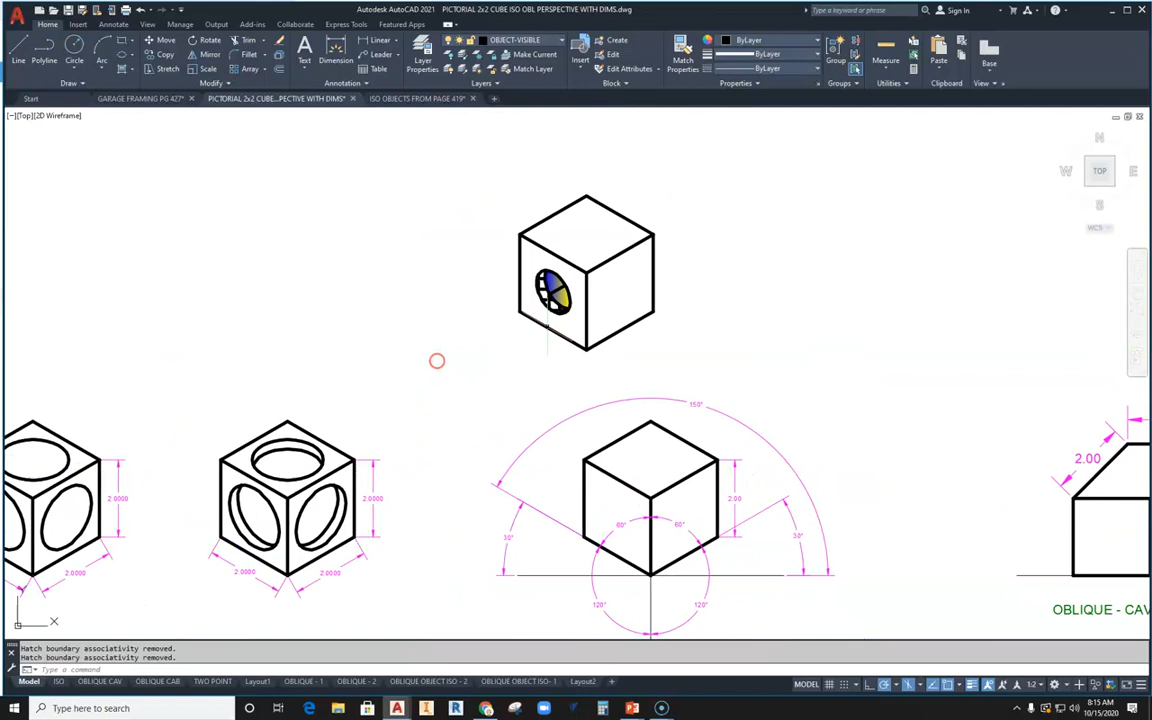 Autodesk AutoCAD 2021 PICTORIAL 2x2 CUBE ISO OBL PERSPECTIVE WITH DIMS.dwg
Type a keyword or phrase
Sign In
Home Insert Annotate View Manage Output Add-ins Collaborate Express Tools Featured Apps
Line Polyline Circle Arc
Move Rotate Trim
Copy Mirror Fillet
Stretch Scale Array
Text Dimension
Linear
Leader
Table
Layer Properties
OBJECT-VISIBLE
Make Current
Match Layer
Insert
Create
Edit
Edit Attributes
Match Properties
ByLayer
ByLayer
ByLayer
Group
Measure
Paste
Base
Draw Modify Annotation Layers Block Properties Groups Utilities Clipboard View
Start GARAGE FRAMING PG 427* PICTORIAL 2x2 CUBE...PECTIVE WITH DIMS* ISO OBJECTS FROM PAGE 419*
[−][Top][2D Wireframe]
N
W TOP E
S
WCS
150°
2.00
2.0000
2.0000
60° 60°
2.00
30°
30°
2.0000
2.0000
2.0000
120° 120°
OBLIQUE - CAV
X
Hatch boundary associativity removed.
Hatch boundary associativity removed.
Type a command
Model ISO OBLIQUE CAV OBLIQUE CAB TWO POINT Layout1 OBLIQUE - 1 OBLIQUE - 2 OBLIQUE OBJECT ISO - 2 OBLIQUE OBJECT ISO- 1 Layout2
MODEL
1:2
Type here to search
8:15 AM
10/15/2020